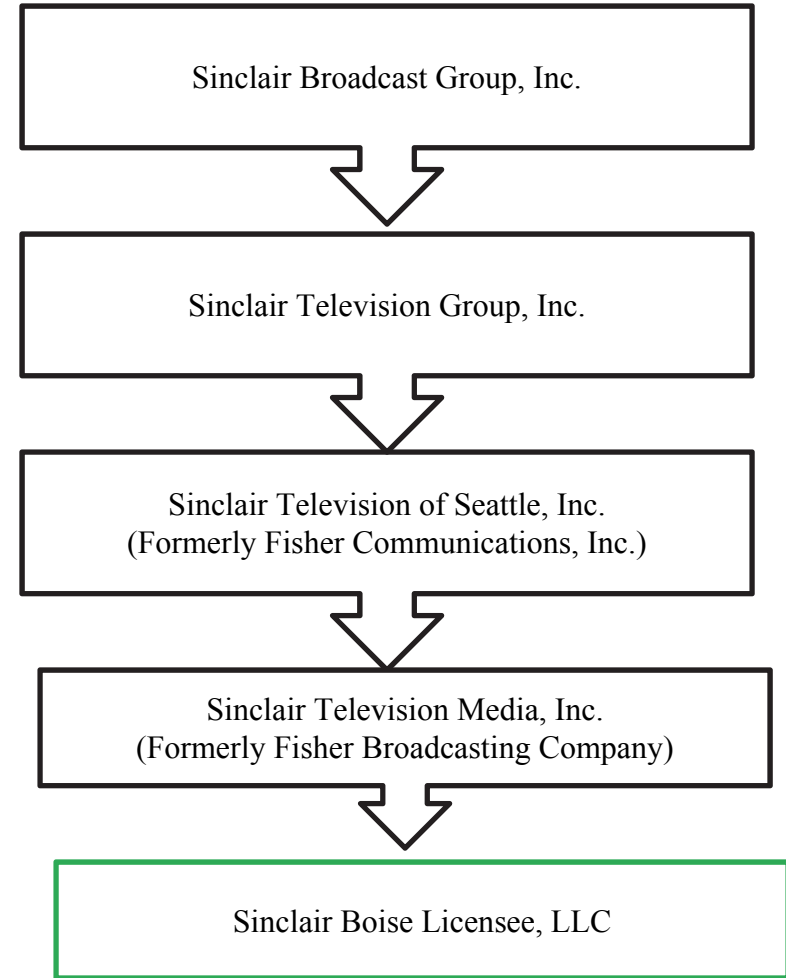 Sinclair Broadcast Group, Inc.
Sinclair Television Group, Inc.
Sinclair Television of Seattle, Inc.
(Formerly Fisher Communications, Inc.)
Sinclair Television Media, Inc.
(Formerly Fisher Broadcasting Company)
Sinclair Boise Licensee, LLC